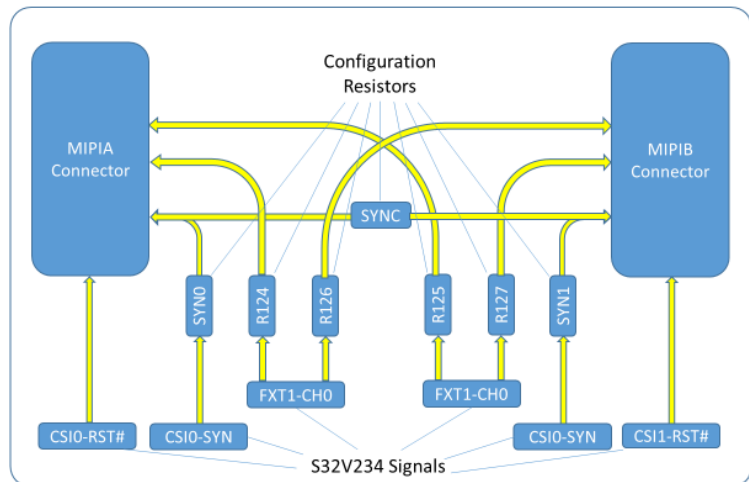 Configuration
Resistors
MIPIA
Connector
MIPIB
Connector
SYNC
SYN0
R124
R126
R125
R127
SYN1
FXT1-CH0
FXT1-CH0
CSI0-RST#
CSI0-SYN
CSI0-SYN
CSI1-RST#
S32V234 Signals